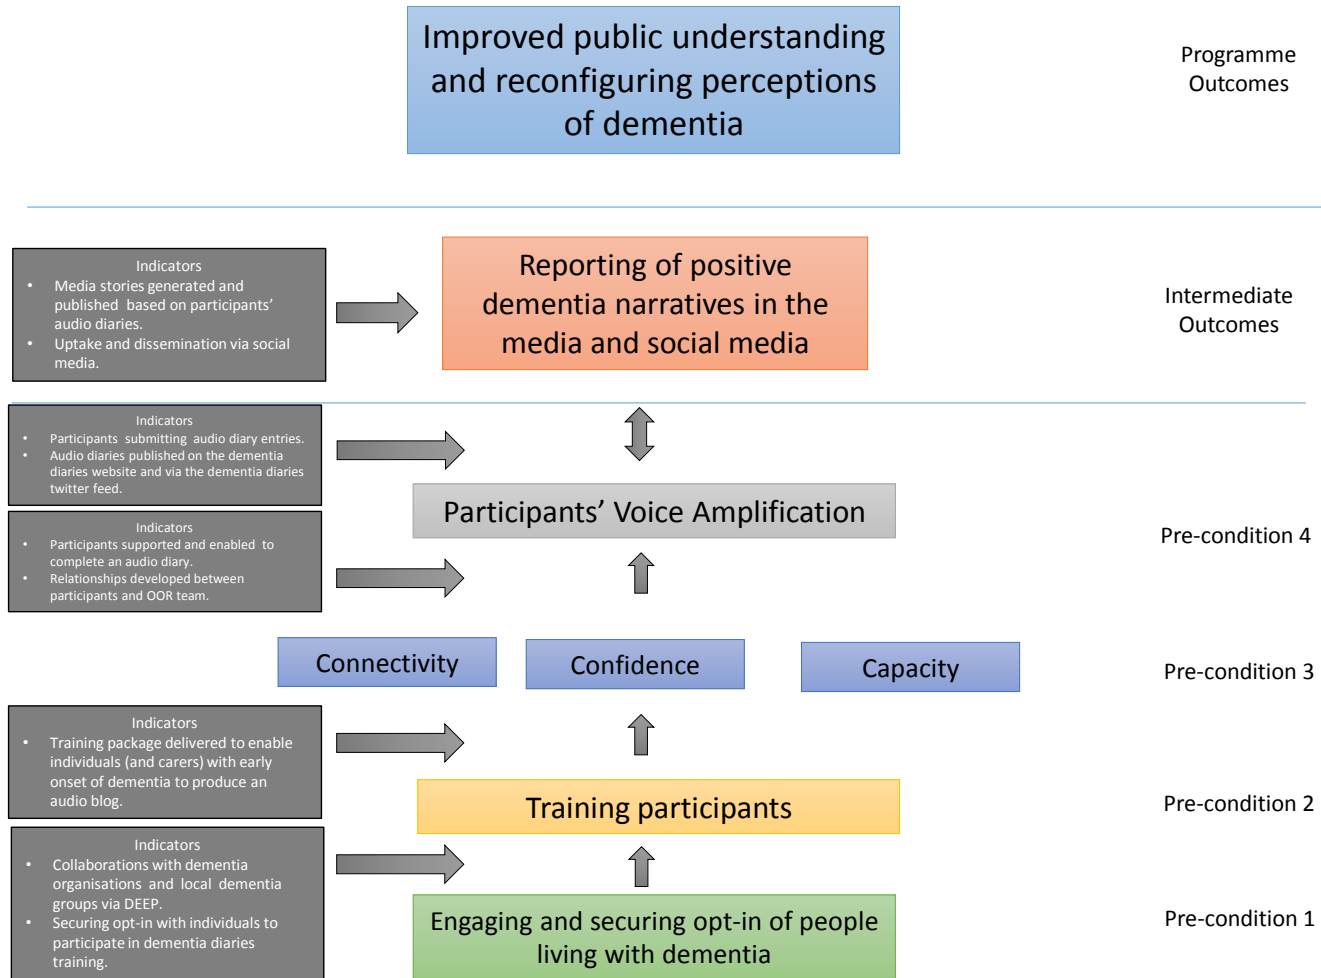 Improved public understanding
and reconfiguring perceptions
of dementia
Programme
Outcomes
Indicators
• Media stories generated and
published based on participants’
audio diaries.
• Uptake and dissemination via social
media.
Reporting of positive
dementia narratives in the
media and social media
Intermediate
Outcomes
Indicators
• Participants submitting audio diary entries.
• Audio diaries published on the dementia
diaries website and via the dementia diaries
twitter feed.
Participants’ Voice Amplification
Pre-condition 4
Indicators
• Participants supported and enabled to
complete an audio diary.
• Relationships developed between
participants and OOR team.
Connectivity
Confidence
Capacity
Pre-condition 3
Indicators
• Training package delivered to enable
individuals (and carers) with early
onset of dementia to produce an
audio blog.
Training participants
Pre-condition 2
Indicators
• Collaborations with dementia
organisations and local dementia
groups via DEEP.
• Securing opt-in with individuals to
participate in dementia diaries
training.
Engaging and securing opt-in of people
living with dementia
Pre-condition 1